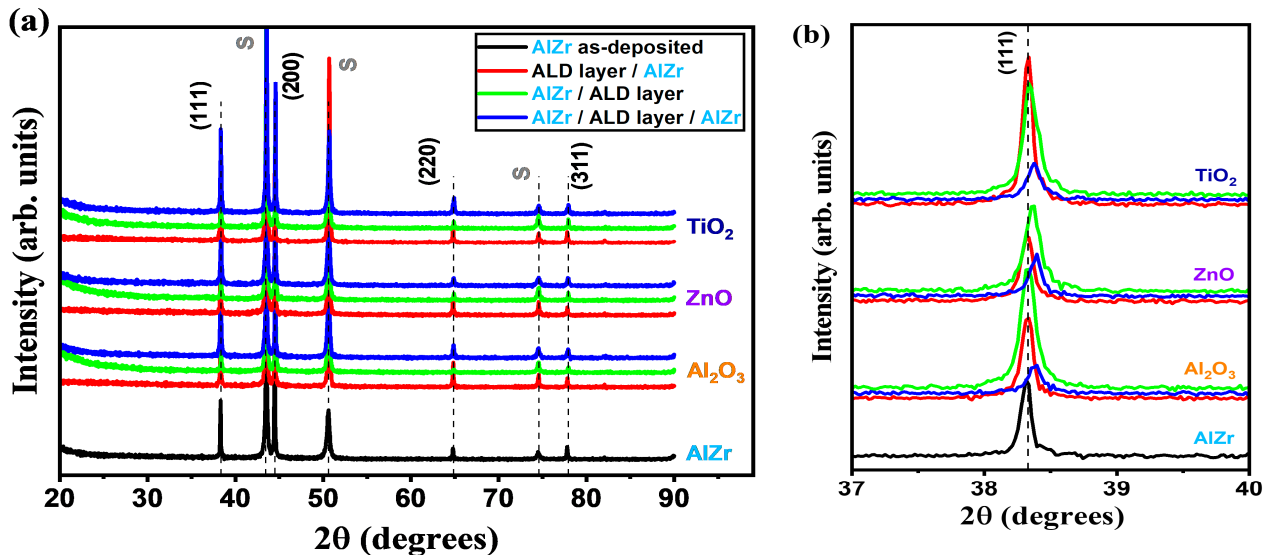 (a)
Intensity (arb. units)
(111)
S
(200)
S
(220)
S
(311)
AlZr as-deposited
ALD layer / AlZr
AlZr / ALD layer
AlZr / ALD layer / AlZr
TiO2
ZnO
Al2O3
AlZr
20 30 40 50 60 70 80 90
2θ (degrees)
(b)
Intensity (arb. units)
(111)
TiO2
ZnO
Al2O3
AlZr
37 38 39 40
2θ (degrees)